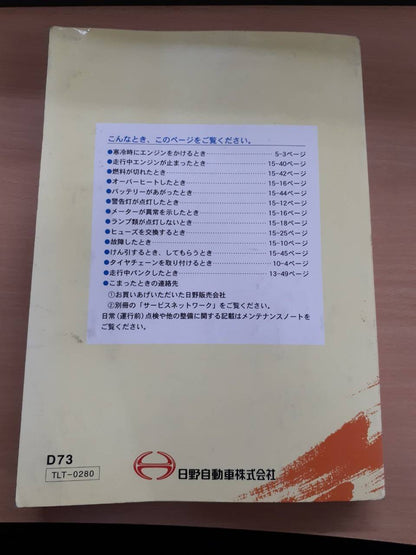 こんなとき、このページをご覧ください。
●寒冷時にエンジンをかけるとき………5-3ページ
●走行中エンジンが止まったとき………15-40ページ
●燃料が切れたとき………15-42ページ
●オーバーヒートしたとき………15-16ページ
●バッテリーがあがったとき………15-44ページ
●警告灯が点灯したとき………15-12ページ
●メーターが異常を示したとき………15-16ページ
●ランプ類が点灯しないとき………15-18ページ
●ヒューズを交換するとき………15-25ページ
●故障したとき………15-10ページ
●けん引するとき、してもらうとき………15-45ページ
●タイヤチェーンを取り付けるとき………10-4ページ
●走行中パンクしたとき………13-49ページ
●こまったときの連絡先
①お買いあげいただいた日野販売会社
②別冊の「サービスネットワーク」をご覧ください。
日常(運行前)点検や他の整備に関する記載はメンテナンスノートを
ご覧ください。
D73
TLT-0280
日野自動車株式会社